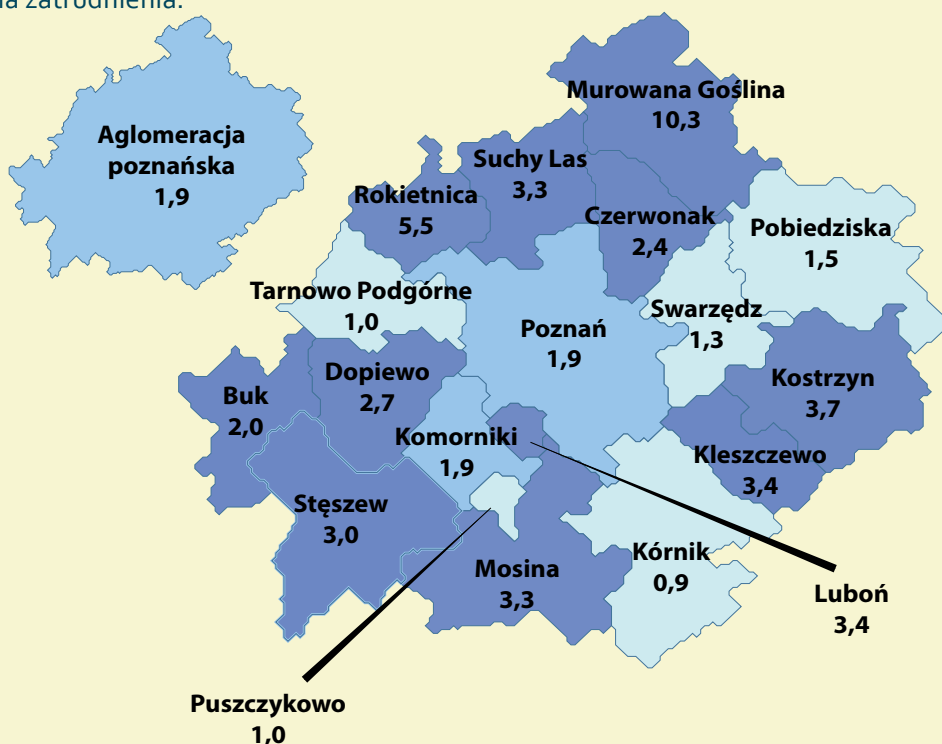 na zatrudnienia.
Aglomeracja
poznańska
1,9
Murowana Goślina
10,3
Suchy Las
3,3
Rokietnica
5,5
Czerwonak
2,4
Pobiedziska
1,5
Tarnowo Podgórne
1,0
Swarzędz
1,3
Poznań
1,9
Dopiewo
2,7
Buk
2,0
Kostrzyn
3,7
Komorniki
1,9
Kleszczewo
3,4
Stęszew
3,0
Kórnik
0,9
Mosina
3,3
Luboń
3,4
Puszczykowo
1,0